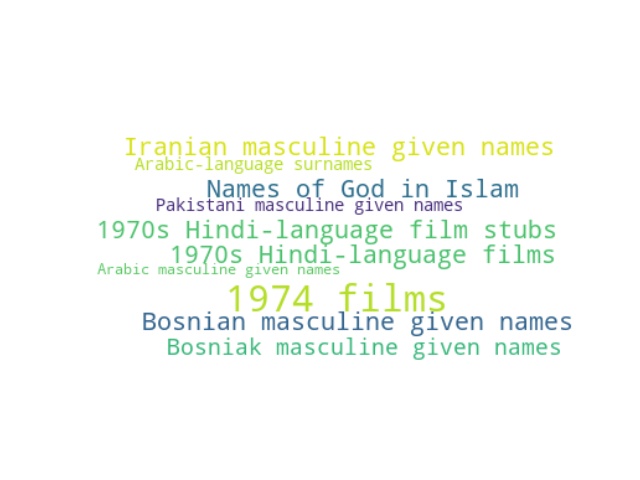 Iranian masculine given names
Arabic-language surnames
Names of God in Islam
Pakistani masculine given names
1970s Hindi-language film stubs
1970s Hindi-language films
Arabic masculine given names
1974 films
Bosnian masculine given names
Bosniak masculine given names